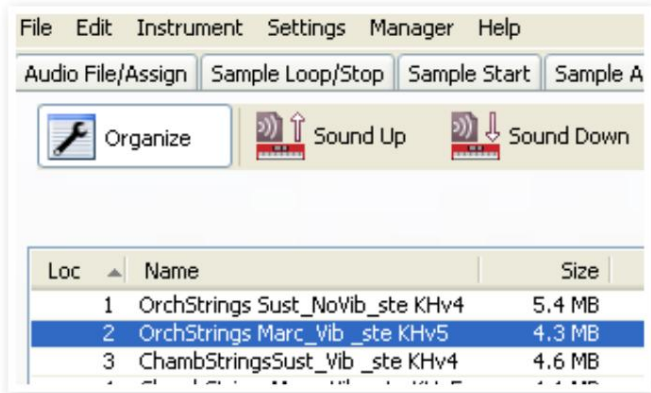 File Edit Instrument Settings Manager Help
Audio File/Assign Sample Loop/Stop Sample Start Sample A
Organize Sound Up Sound Down
Loc Name Size
1 OrchStrings Sust_NoVib_ste KHv4 5.4 MB
2 OrchStrings Marc_Vib _ste KHv5 4.3 MB
3 ChambStringsSust_Vib _ste KHv4 4.6 MB